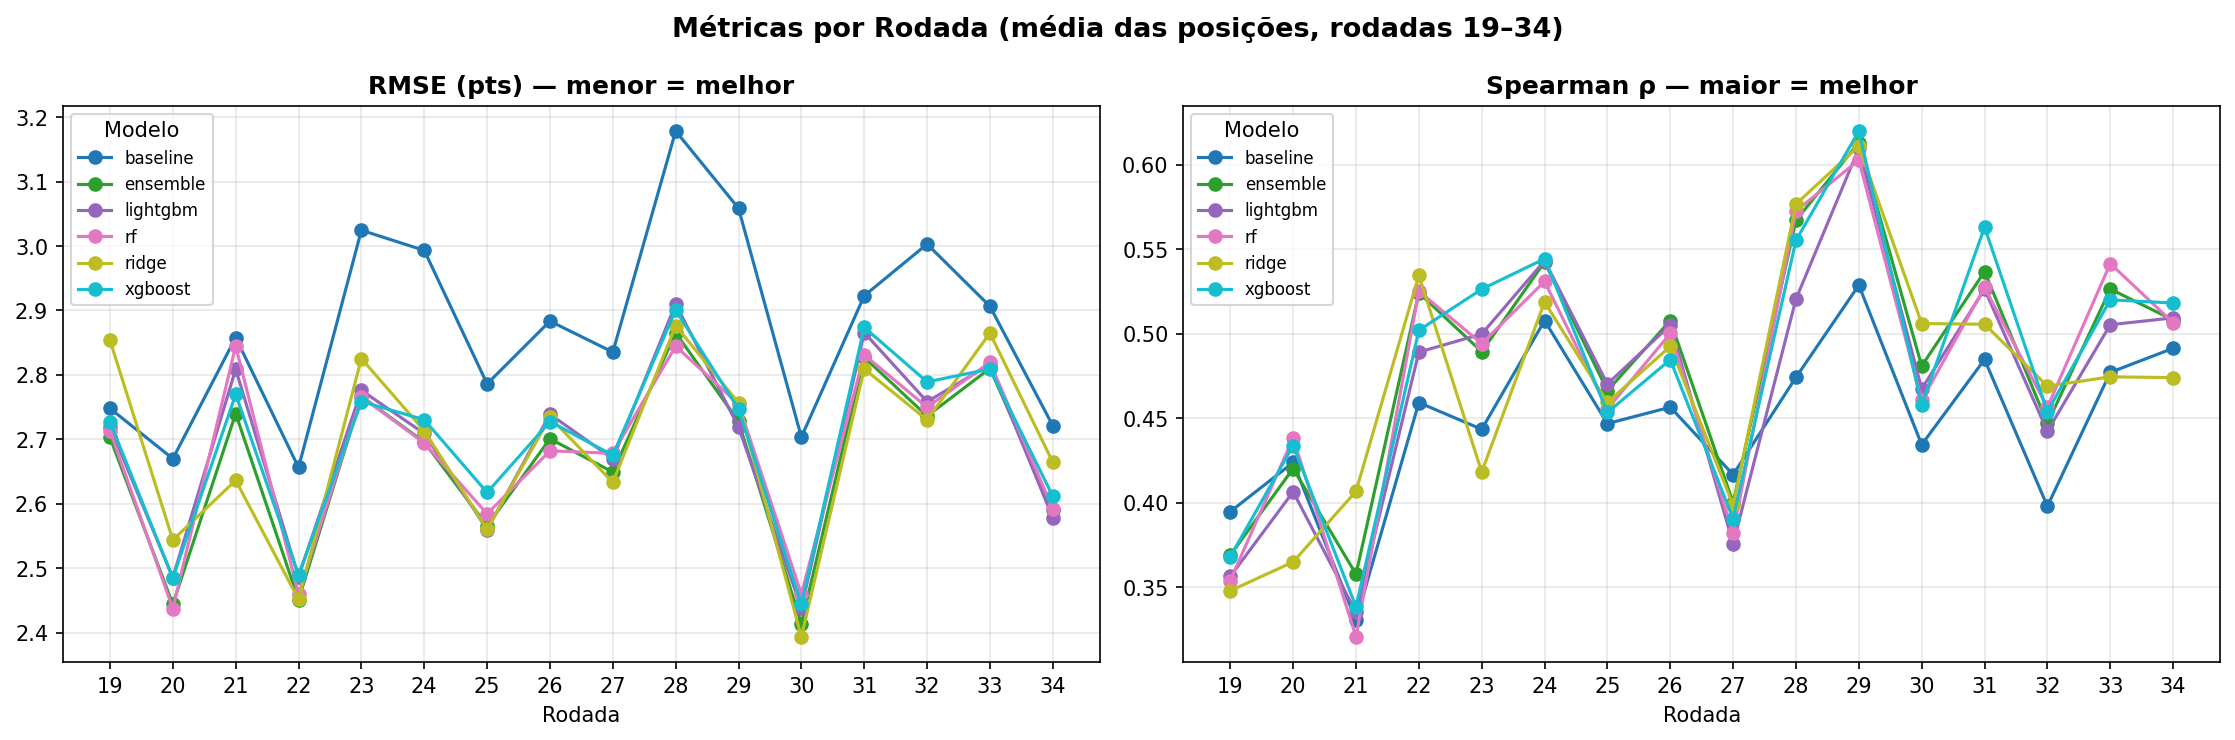 Métricas por Rodada (média das posições, rodadas 19–34)
RMSE (pts) — menor = melhor
3.2
3.1
3.0
2.9
2.8
2.7
2.6
2.5
2.4
Modelo
baseline
ensemble
lightgbm
rf
ridge
xgboost
19 20 21 22 23 24 25 26 27 28 29 30 31 32 33 34
Rodada
Spearman ρ — maior = melhor
0.60
0.55
0.50
0.45
0.40
0.35
Modelo
baseline
ensemble
lightgbm
rf
ridge
xgboost
19 20 21 22 23 24 25 26 27 28 29 30 31 32 33 34
Rodada